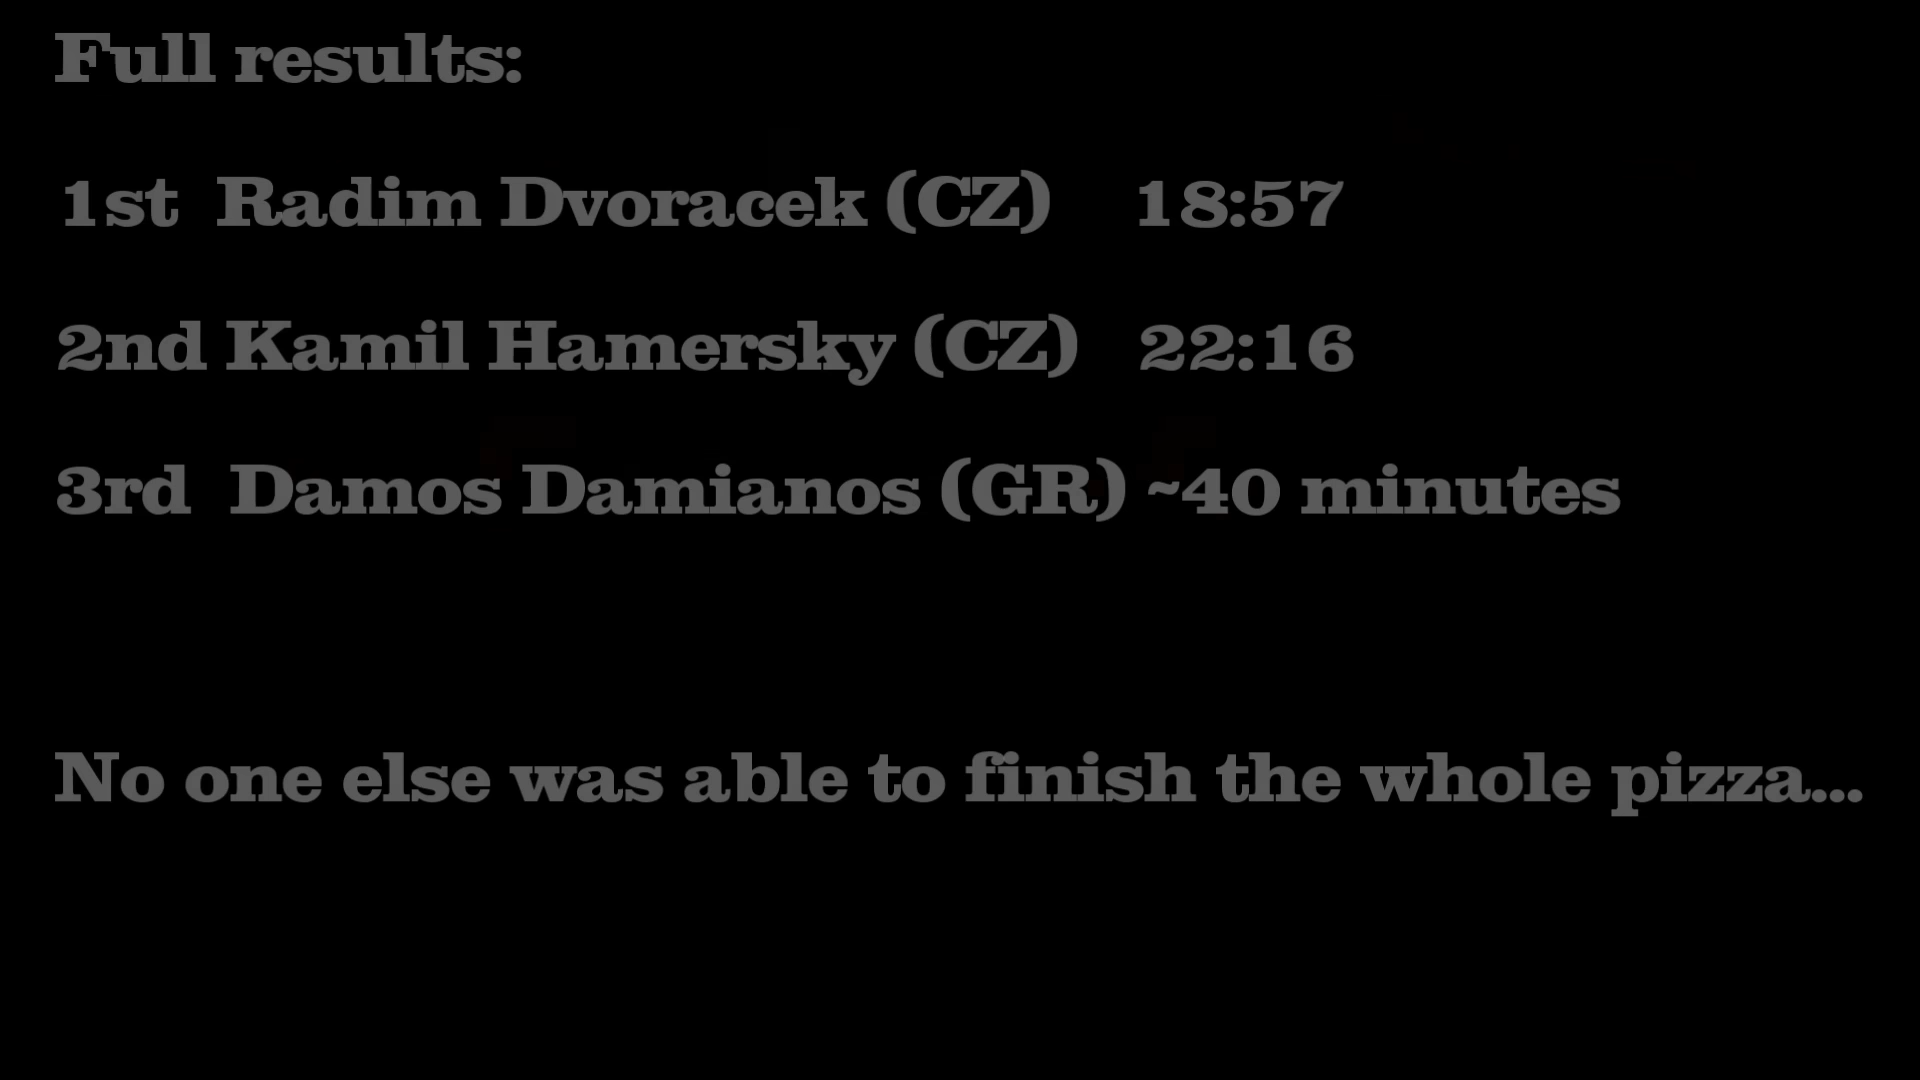 Full results:
1st Radim Dvoracek (CZ) 18:57
2nd Kamil Hamersky (CZ) 22:16
3rd Damos Damianos (GR) ~40 minutes
No one else was able to finish the whole pizza...